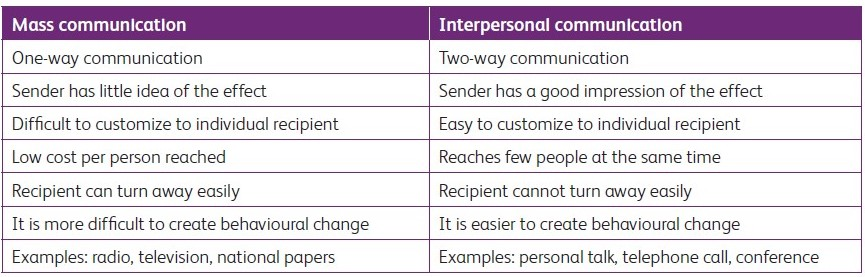 Mass communication Interpersonal communication
One-way communication Two-way communication
Sender has little idea of the effect Sender has a good impression of the effect
Difficult to customize to individual recipient Easy to customize to individual recipient
Low cost per person reached Reaches few people at the same time
Recipient can turn away easily Recipient cannot turn away easily
It is more difficult to create behavioural change It is easier to create behavioural change
Examples: radio, television, national papers Examples: personal talk, telephone call, conference